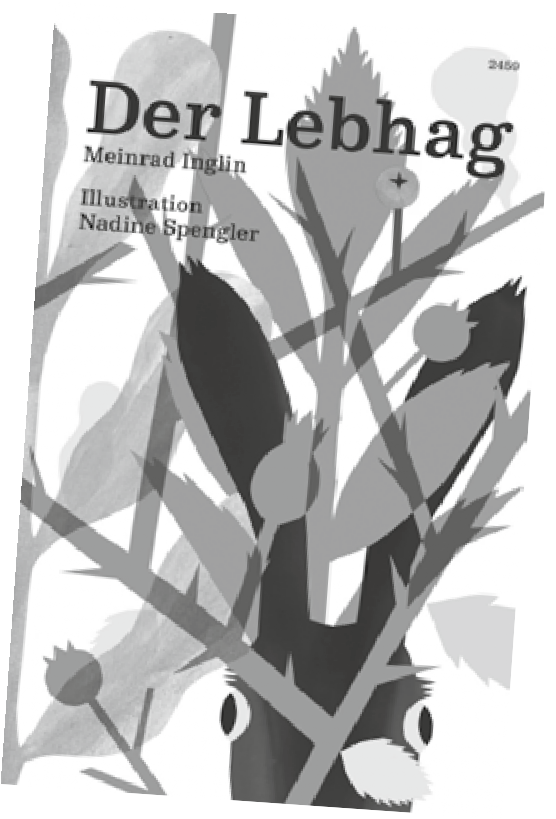 2459
Der Lebhag
Meinrad Inglin
Illustration
Nadine Spengler